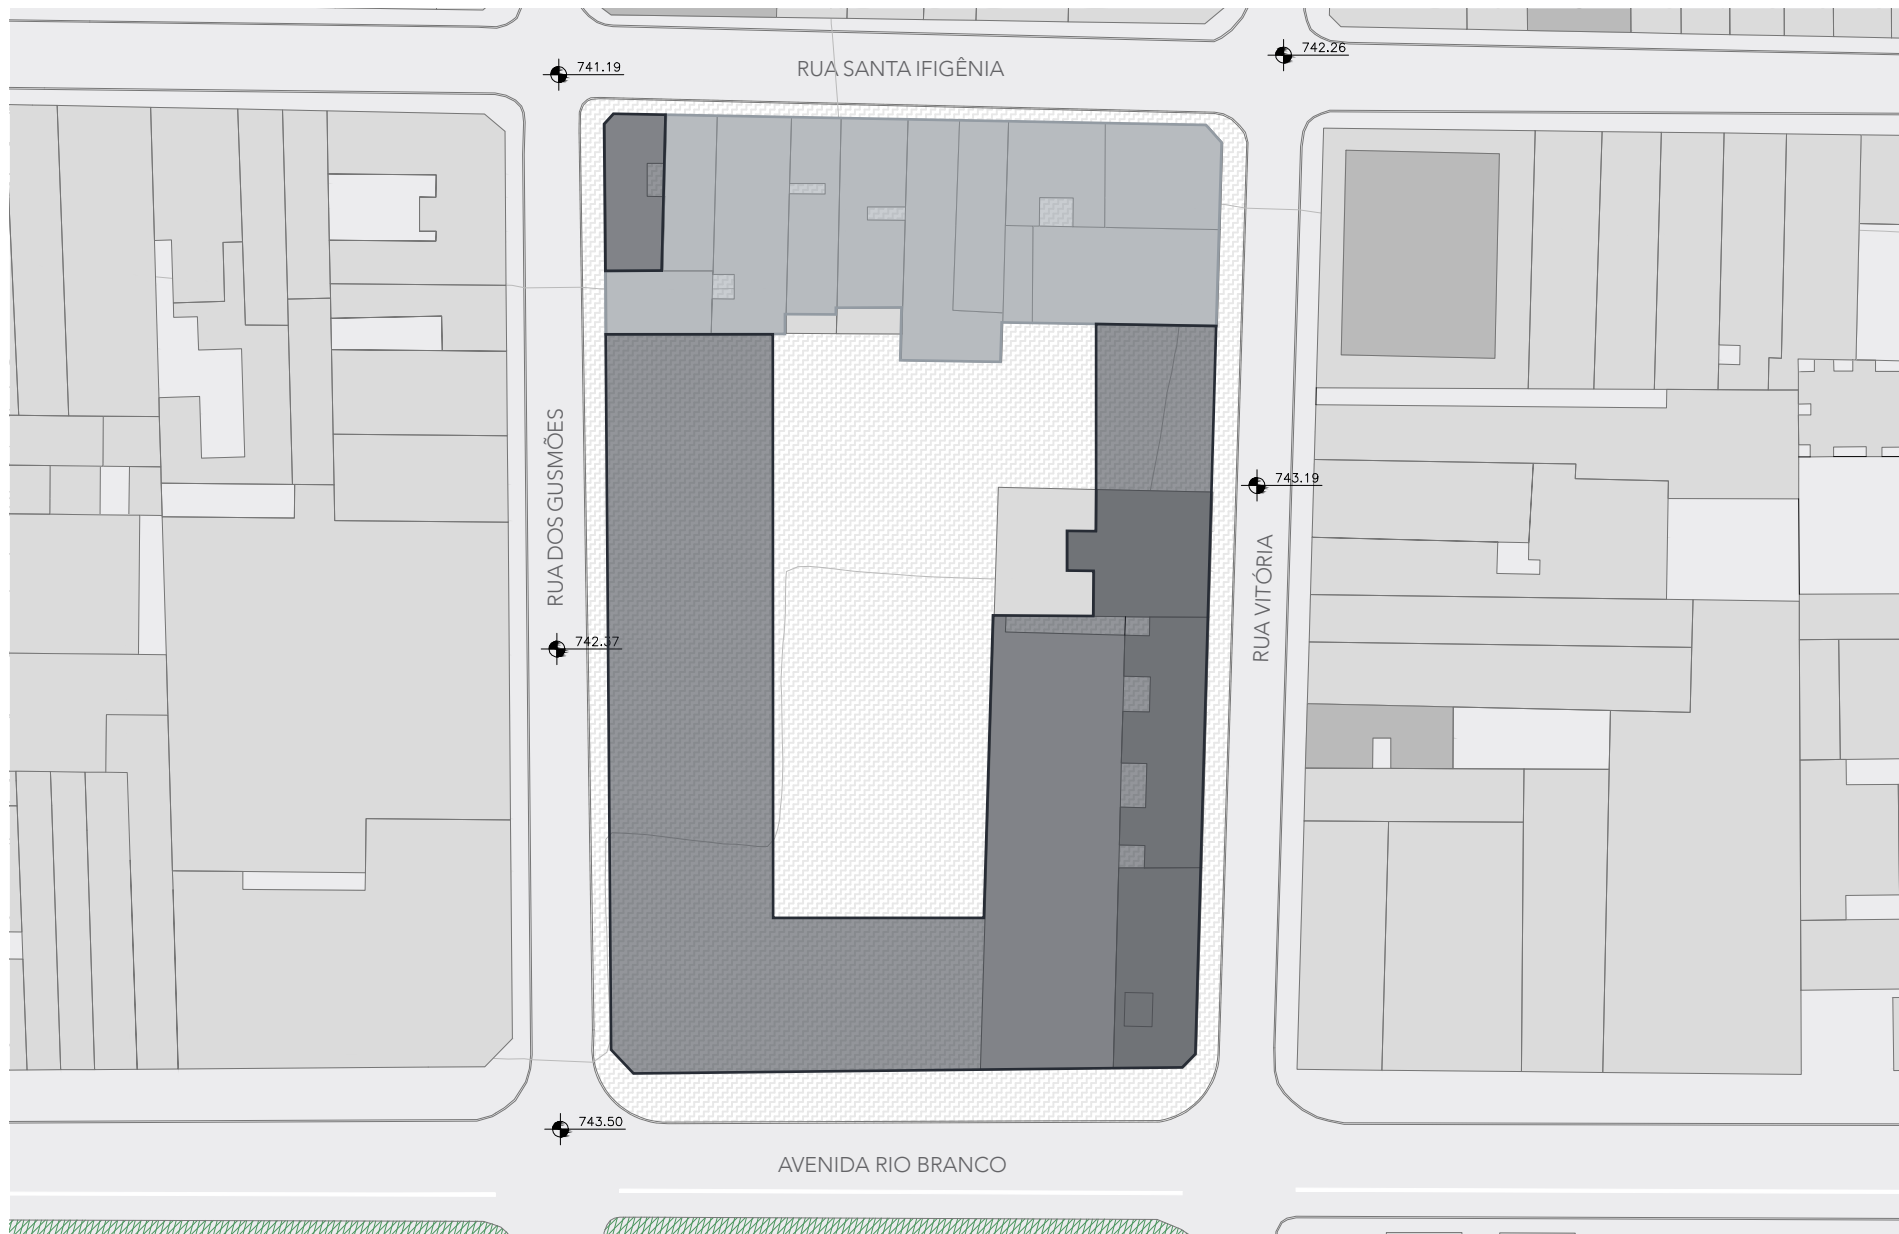 742.26
741.19
RUA SANTA IFIGÊNIA
743.19
RUA DOS GUSMÕES
RUA VITÓRIA
742.37
743.50
AVENIDA RIO BRANCO